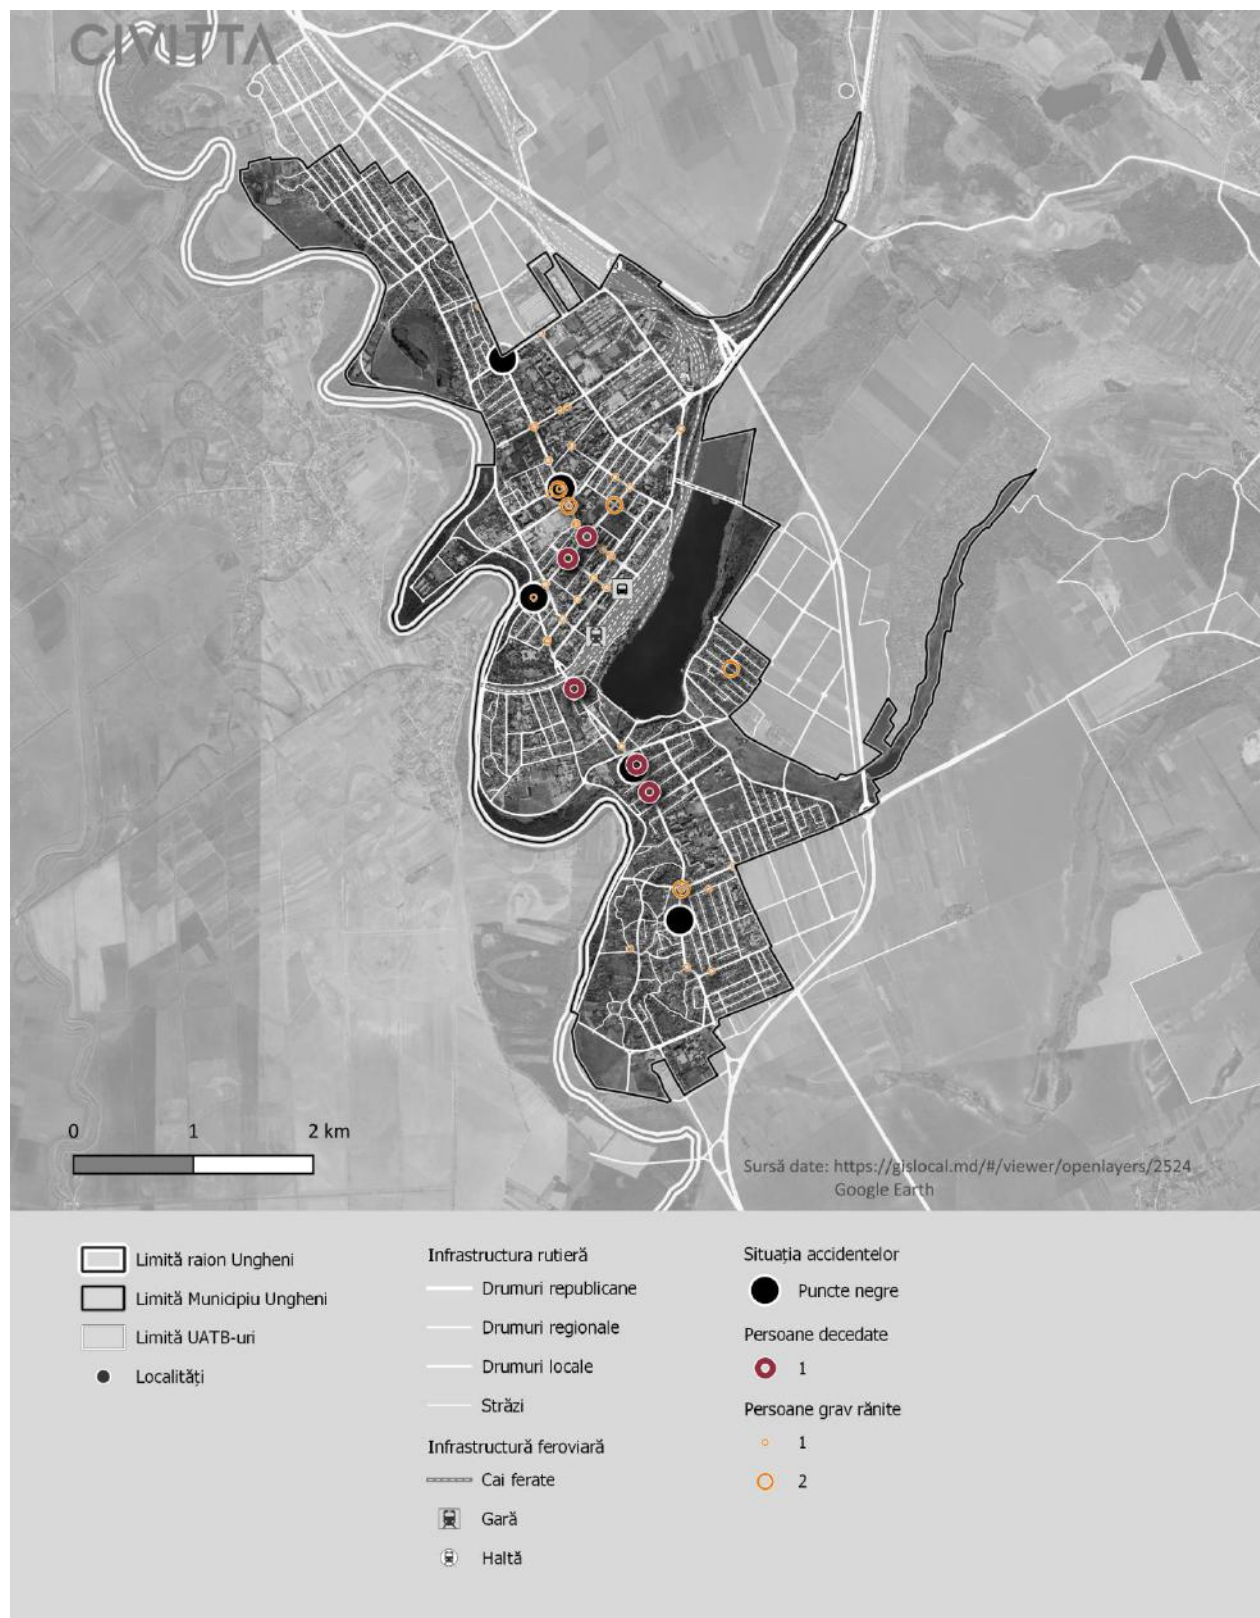 CIVITTA
0 1 2 km
Sursă date: https://gislocal.md/#/viewer/openlayers/2524
Google Earth
Limită raion Ungheni
Limită Municipiu Ungheni
Limită UATB-uri
Localități
Infrastructura rutieră
Drumuri republicane
Drumuri regionale
Drumuri locale
Străzi
Infrastructură feroviară
Cai ferate
Gară
Haltă
Situația accidentelor
Puncte negre
Persoane decedate
1
Persoane grav rănite
1
2